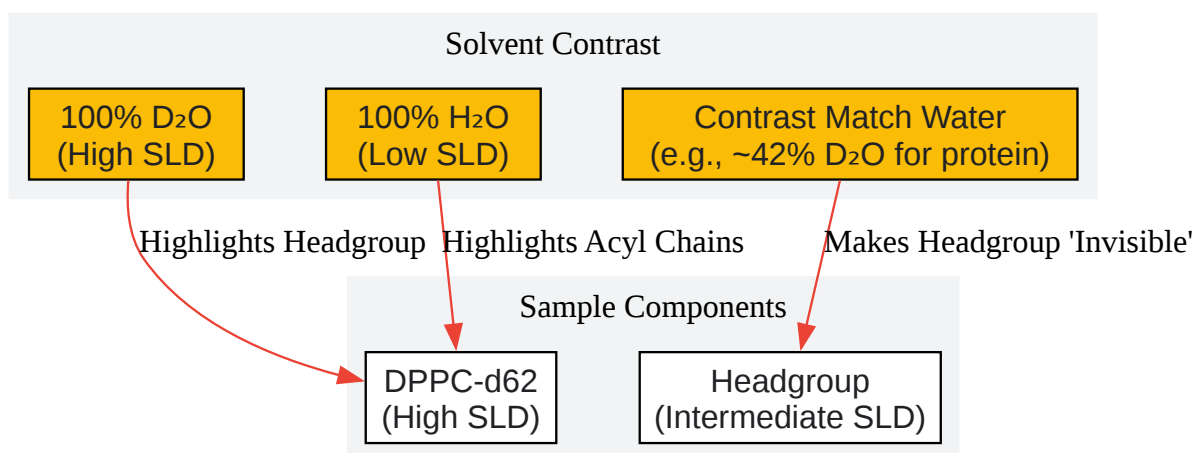 Solvent Contrast
100% D₂O
(High SLD)
100% H₂O
(Low SLD)
Contrast Match Water
(e.g., ~42% D₂O for protein)
Highlights Headgroup
Highlights Acyl Chains
Makes Headgroup 'Invisible'
Sample Components
DPPC-d62
(High SLD)
Headgroup
(Intermediate SLD)